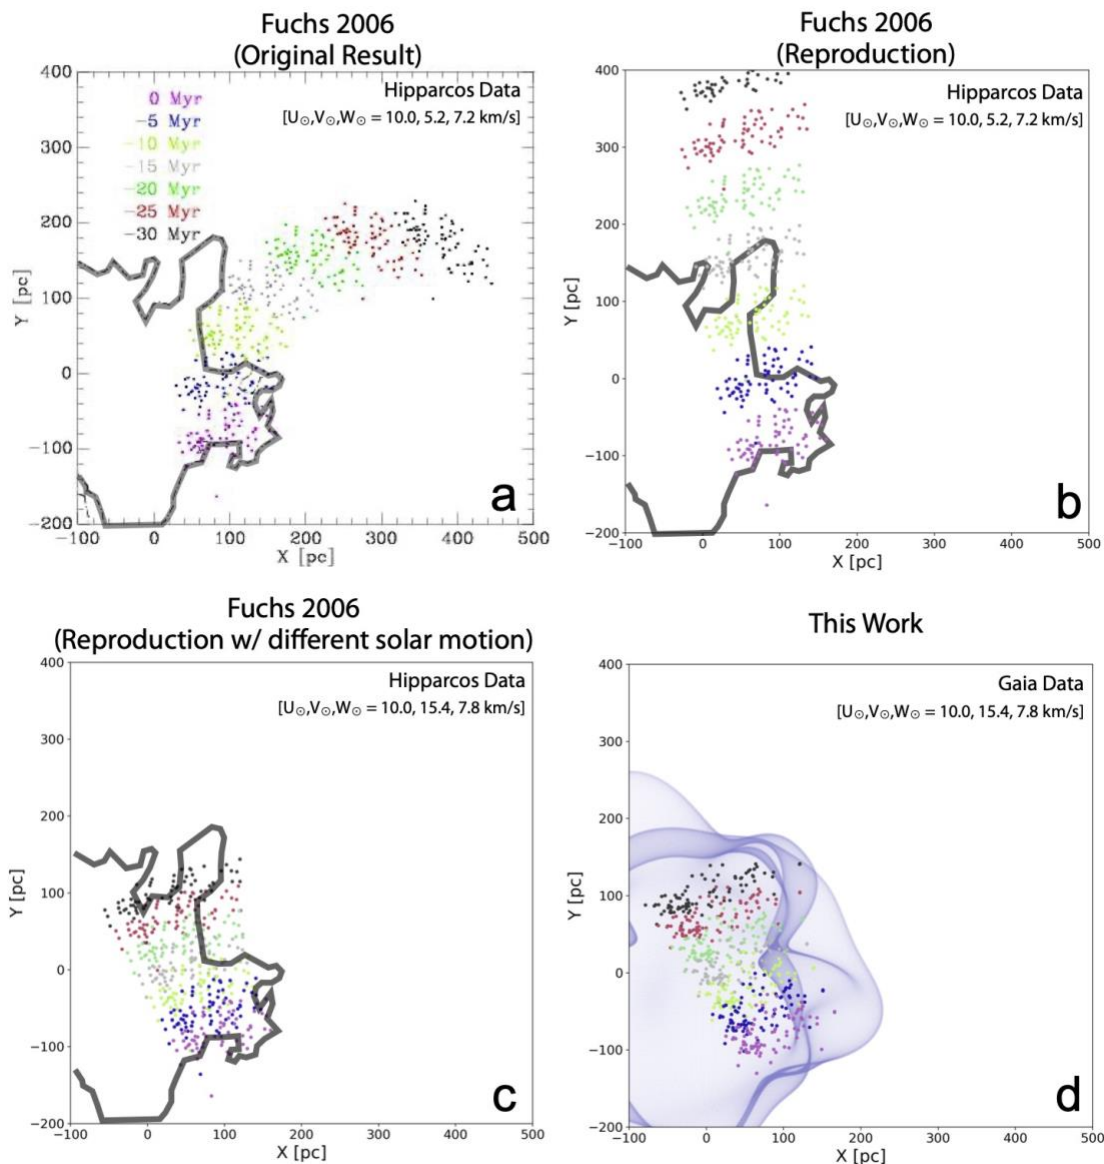 Fuchs 2006
(Original Result)
400
300
200
100
0
−100
−200
Y [pc]
Hipparcos Data
[U⊙,V⊙,W⊙ = 10.0, 5.2, 7.2 km/s]
0 Myr
−5 Myr
−10 Myr
−15 Myr
−20 Myr
−25 Myr
−30 Myr
a
−100 0 100 200 300 400 500
X [pc]
Fuchs 2006
(Reproduction)
400
300
200
100
0
−100
−200
Y [pc]
Hipparcos Data
[U⊙,V⊙,W⊙ = 10.0, 5.2, 7.2 km/s]
b
−100 0 100 200 300 400 500
X [pc]
Fuchs 2006
(Reproduction w/ different solar motion)
400
300
200
100
0
−100
−200
Y [pc]
Hipparcos Data
[U⊙,V⊙,W⊙ = 10.0, 15.4, 7.8 km/s]
c
−100 0 100 200 300 400 500
X [pc]
This Work
400
300
200
100
0
−100
−200
Y [pc]
Gaia Data
[U⊙,V⊙,W⊙ = 10.0, 15.4, 7.8 km/s]
d
−100 0 100 200 300 400 500
X [pc]